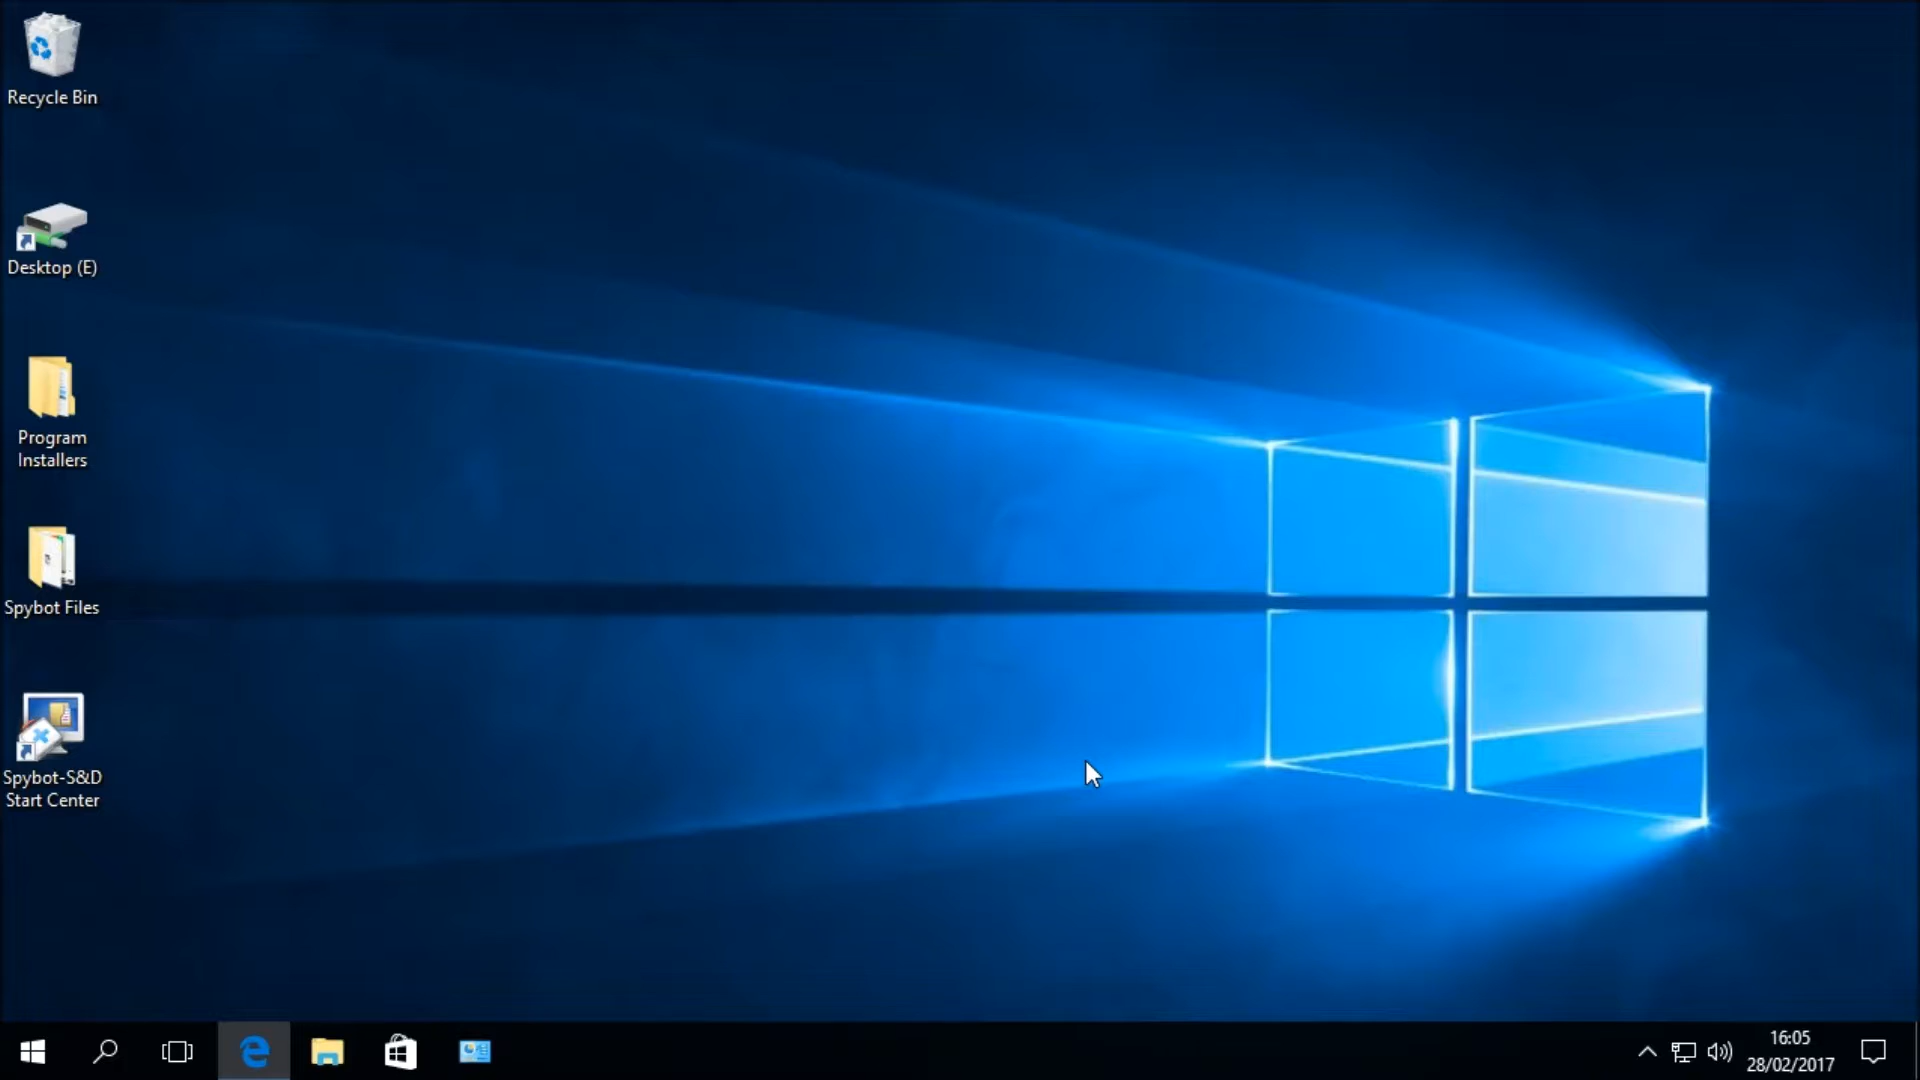 Recycle Bin
Desktop (E)
Program
Installers
Spybot Files
Spybot-S&D
Start Center
16:05
28/02/2017